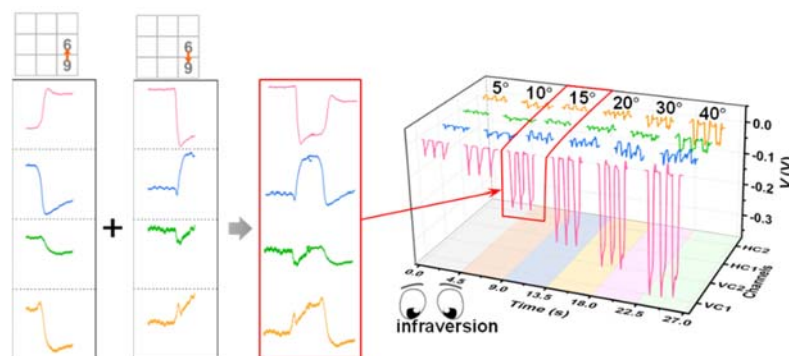 6
9
6
9
+
5° 10° 15° 20° 30° 40°
0.0
-0.1
-0.2
-0.3
V(V)
HC2
HC1
VC2
VC1
Channels
0.0 4.5 9.0 13.5 18.0 22.5 27.0
Time (s)
infraversion